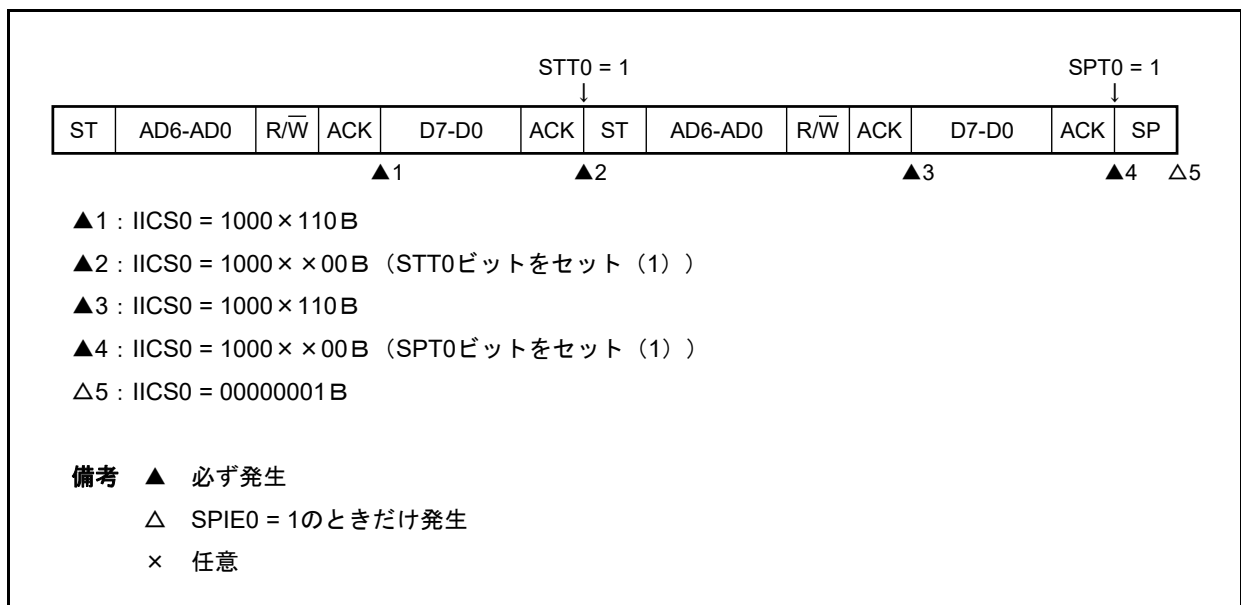 STT0 = 1 SPT0 = 1
↓ ↓
ST AD6-AD0 R/W̅ ACK D7-D0 ACK ST AD6-AD0 R/W̅ ACK D7-D0 ACK SP
▲1 ▲2 ▲3 ▲4 △5
▲1：IICS0 = 1000×110B
▲2：IICS0 = 1000××00B（STT0ビットをセット（1））
▲3：IICS0 = 1000×110B
▲4：IICS0 = 1000××00B（SPT0ビットをセット（1））
△5：IICS0 = 00000001B
備考 ▲ 必ず発生
△ SPIE0 = 1のときだけ発生
× 任意